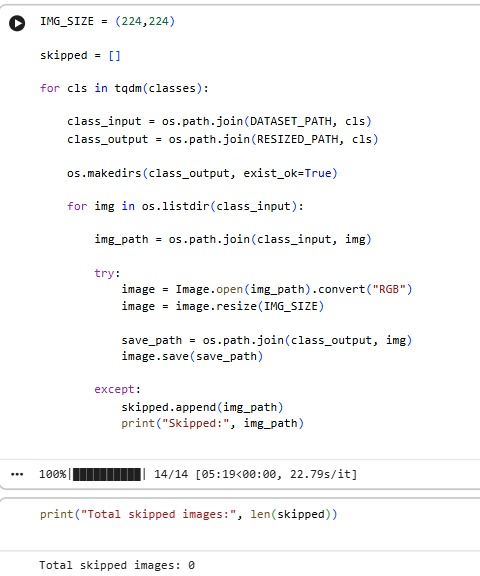 IMG_SIZE = (224,224)
skipped = []
for cls in tqdm(classes):
    class_input = os.path.join(DATASET_PATH, cls)
    class_output = os.path.join(RESIZED_PATH, cls)
    os.makedirs(class_output, exist_ok=True)
    for img in os.listdir(class_input):
        img_path = os.path.join(class_input, img)
        try:
            image = Image.open(img_path).convert("RGB")
            image = image.resize(IMG_SIZE)
            save_path = os.path.join(class_output, img)
            image.save(save_path)
        except:
            skipped.append(img_path)
            print("Skipped:", img_path)
100%|██████████| 14/14 [05:19<00:00, 22.79s/it]
print("Total skipped images:", len(skipped))
Total skipped images: 0